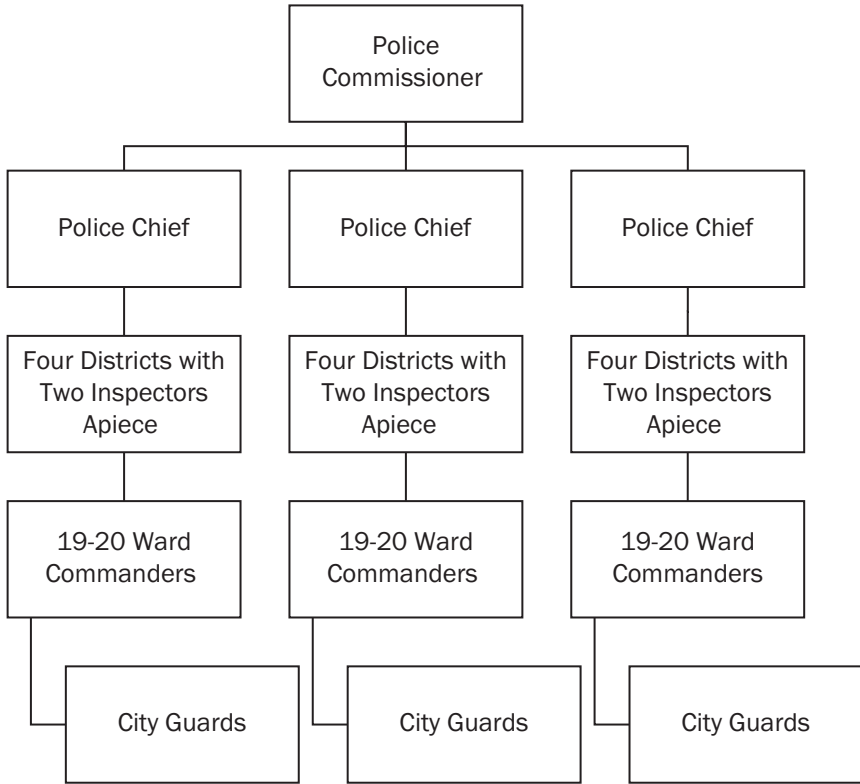 Police
Commissioner
Police Chief
Police Chief
Police Chief
Four Districts with
Two Inspectors
Apiece
Four Districts with
Two Inspectors
Apiece
Four Districts with
Two Inspectors
Apiece
19-20 Ward
Commanders
19-20 Ward
Commanders
19-20 Ward
Commanders
City Guards
City Guards
City Guards